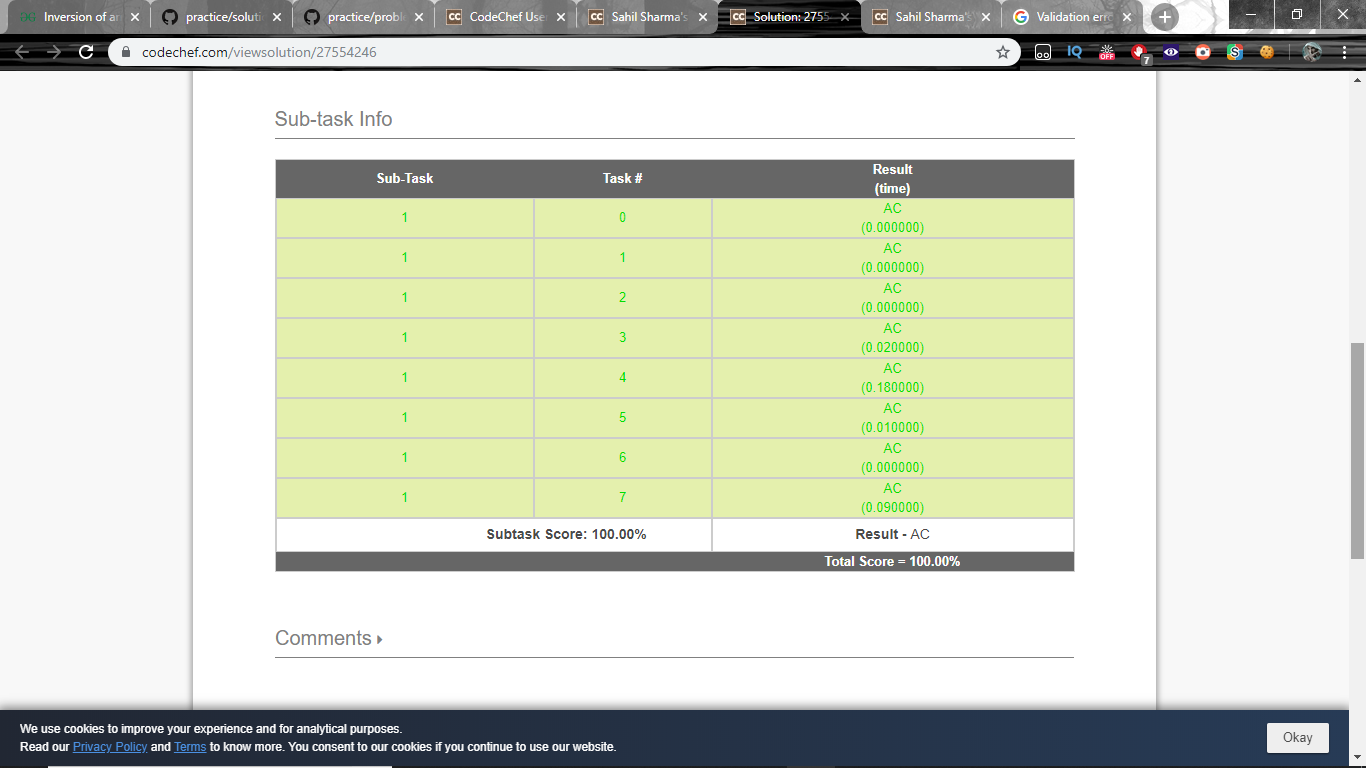 Inversion of ar
practice/soluti
practice/probl
CodeChef Use
Sahil Sharma's
Solution: 2755
Sahil Sharma's
Validation erro
codechef.com/viewsolution/27554246
IQ
OFF
7
Sub-task Info
Sub-Task Task # Result
(time)
1 0 AC
(0.000000)
1 1 AC
(0.000000)
1 2 AC
(0.000000)
1 3 AC
(0.020000)
1 4 AC
(0.180000)
1 5 AC
(0.010000)
1 6 AC
(0.000000)
1 7 AC
(0.090000)
Subtask Score: 100.00% Result - AC
Total Score = 100.00%
Comments
We use cookies to improve your experience and for analytical purposes.
Read our Privacy Policy and Terms to know more. You consent to our cookies if you continue to use our website.
Okay